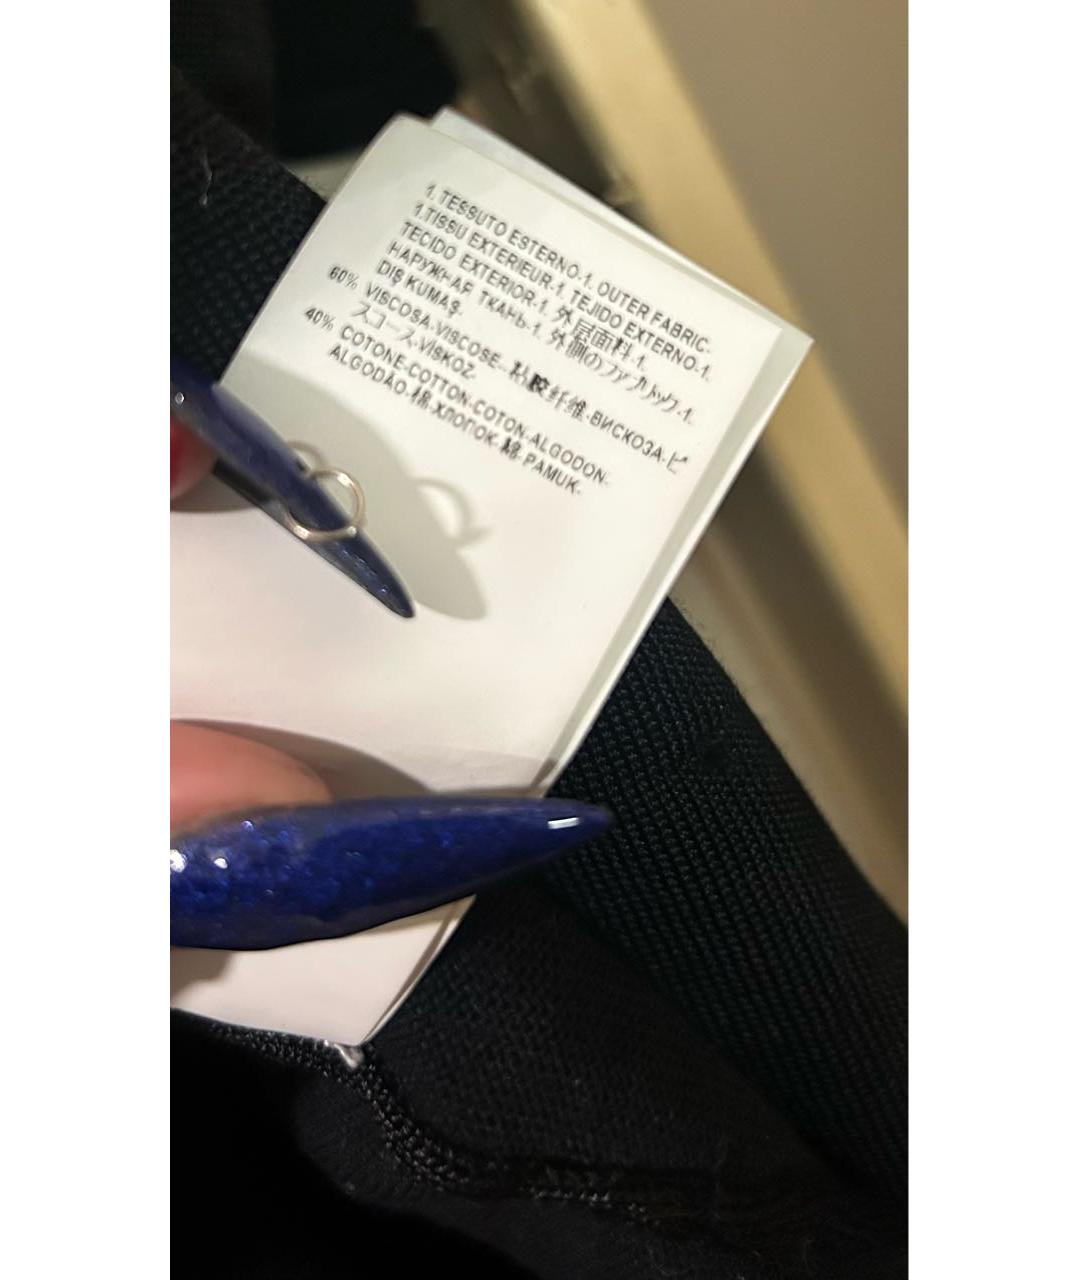 1. TESSUTO ESTERNO-1. OUTER FABRIC-
1.TISSU EXTERIEUR-1. TEJIDO EXTERNO-1.
TECIDO EXTERIOR-1. 外层面料-1.
НАРУЖНАЯ ТКАНЬ-1. 外側のファブリック-1.
DIŞ KUMAŞ.
60% VISCOSA-VISCOSE-粘胶纤维-ВИСКОЗА-ビ
スコース-VİSKOZ.
40% COTONE-COTTON-COTON-ALGODON-
ALGODÃO-棉-ХЛОПОК-綿-PAMUK-